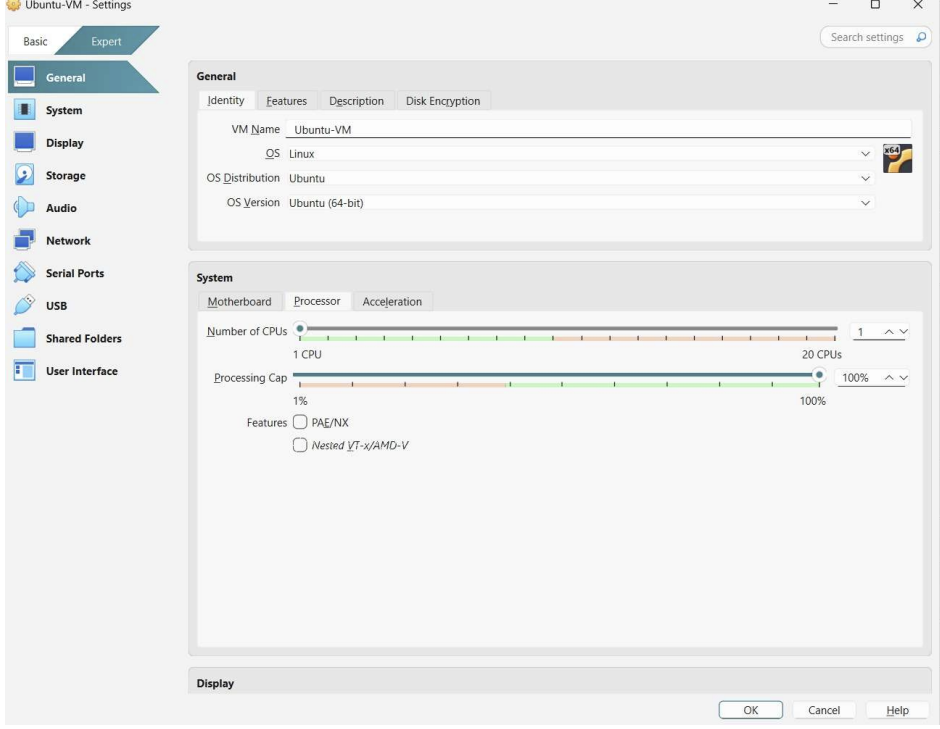 Ubuntu-VM - Settings
Basic Expert Search settings
General
System
Display
Storage
Audio
Network
Serial Ports
USB
Shared Folders
User Interface
General
Identity Features Description Disk Encryption
VM Name Ubuntu-VM
OS Linux
x64
OS Distribution Ubuntu
OS Version Ubuntu (64-bit)
System
Motherboard Processor Acceleration
Number of CPUs 1
1 CPU 20 CPUs
Processing Cap 100%
1% 100%
Features PAE/NX
Nested VT-x/AMD-V
Display
OK Cancel Help